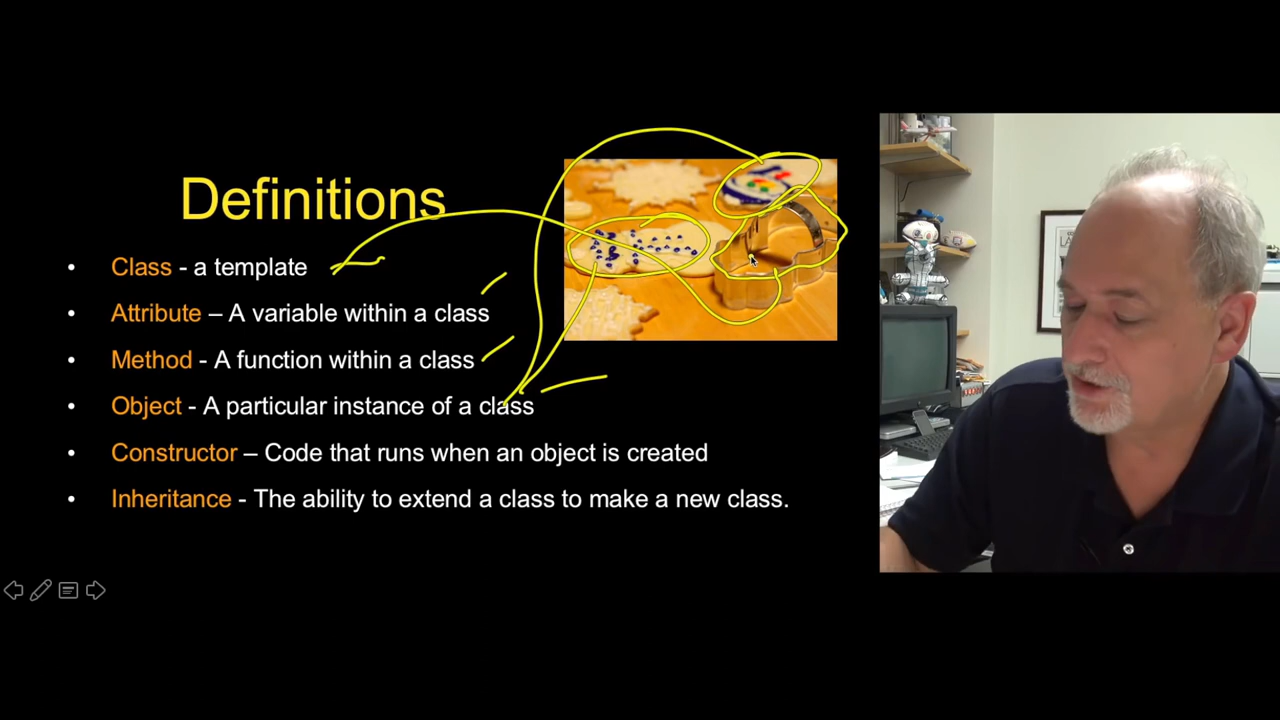 Definitions
• Class - a template
• Attribute – A variable within a class
• Method - A function within a class
• Object - A particular instance of a class
• Constructor – Code that runs when an object is created
• Inheritance - The ability to extend a class to make a new class.